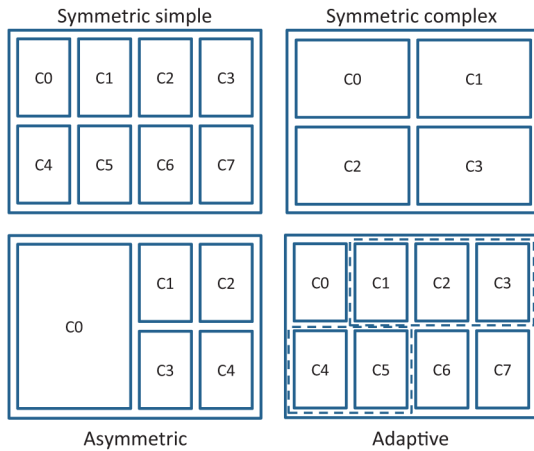 Symmetric simple
Symmetric complex
C0 C1 C2 C3
C4 C5 C6 C7
C0 C1
C2 C3
C0
C1 C2
C3 C4
C0 C1 C2 C3
C4 C5 C6 C7
Asymmetric
Adaptive